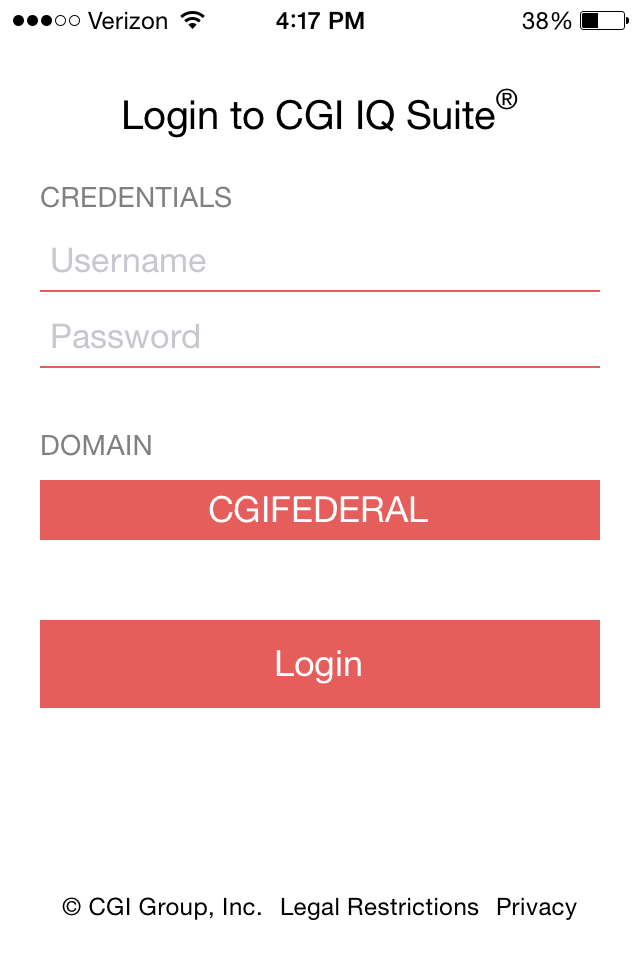 Verizon 4:17 PM 38%
Login to CGI IQ Suite®
CREDENTIALS
Username
Password
DOMAIN
CGIFEDERAL
Login
© CGI Group, Inc. Legal Restrictions Privacy